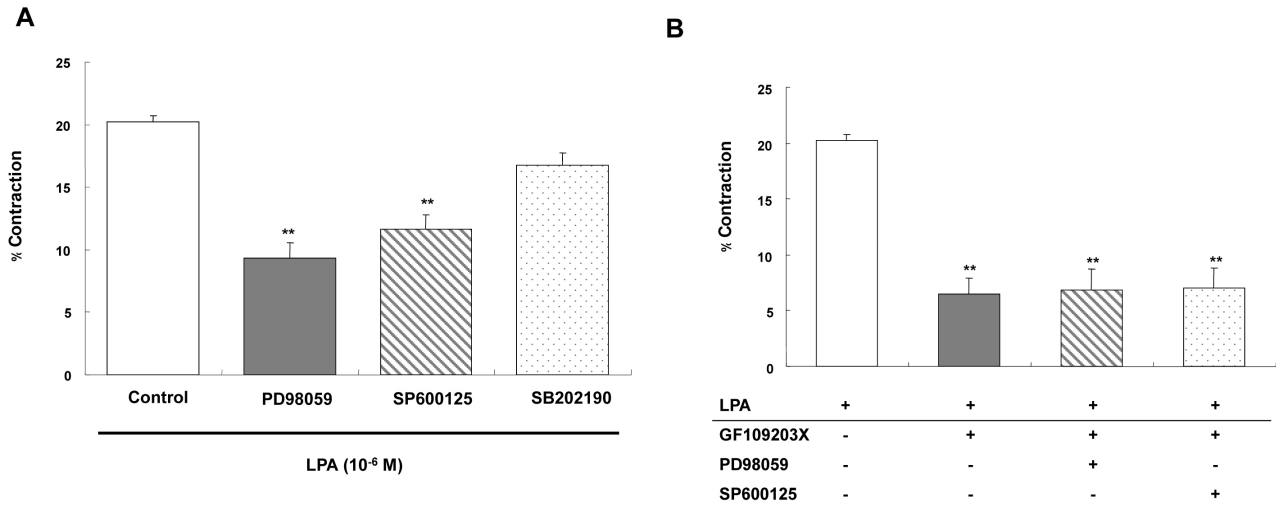 A
% Contraction
25
20
15
10
5
0
**
**
Control PD98059 SP600125 SB202190
LPA (10-6 M)
B
% Contraction
25
20
15
10
5
0
**
**
**
LPA + + + +
GF109203X - + + +
PD98059 - - + -
SP600125 - - - +